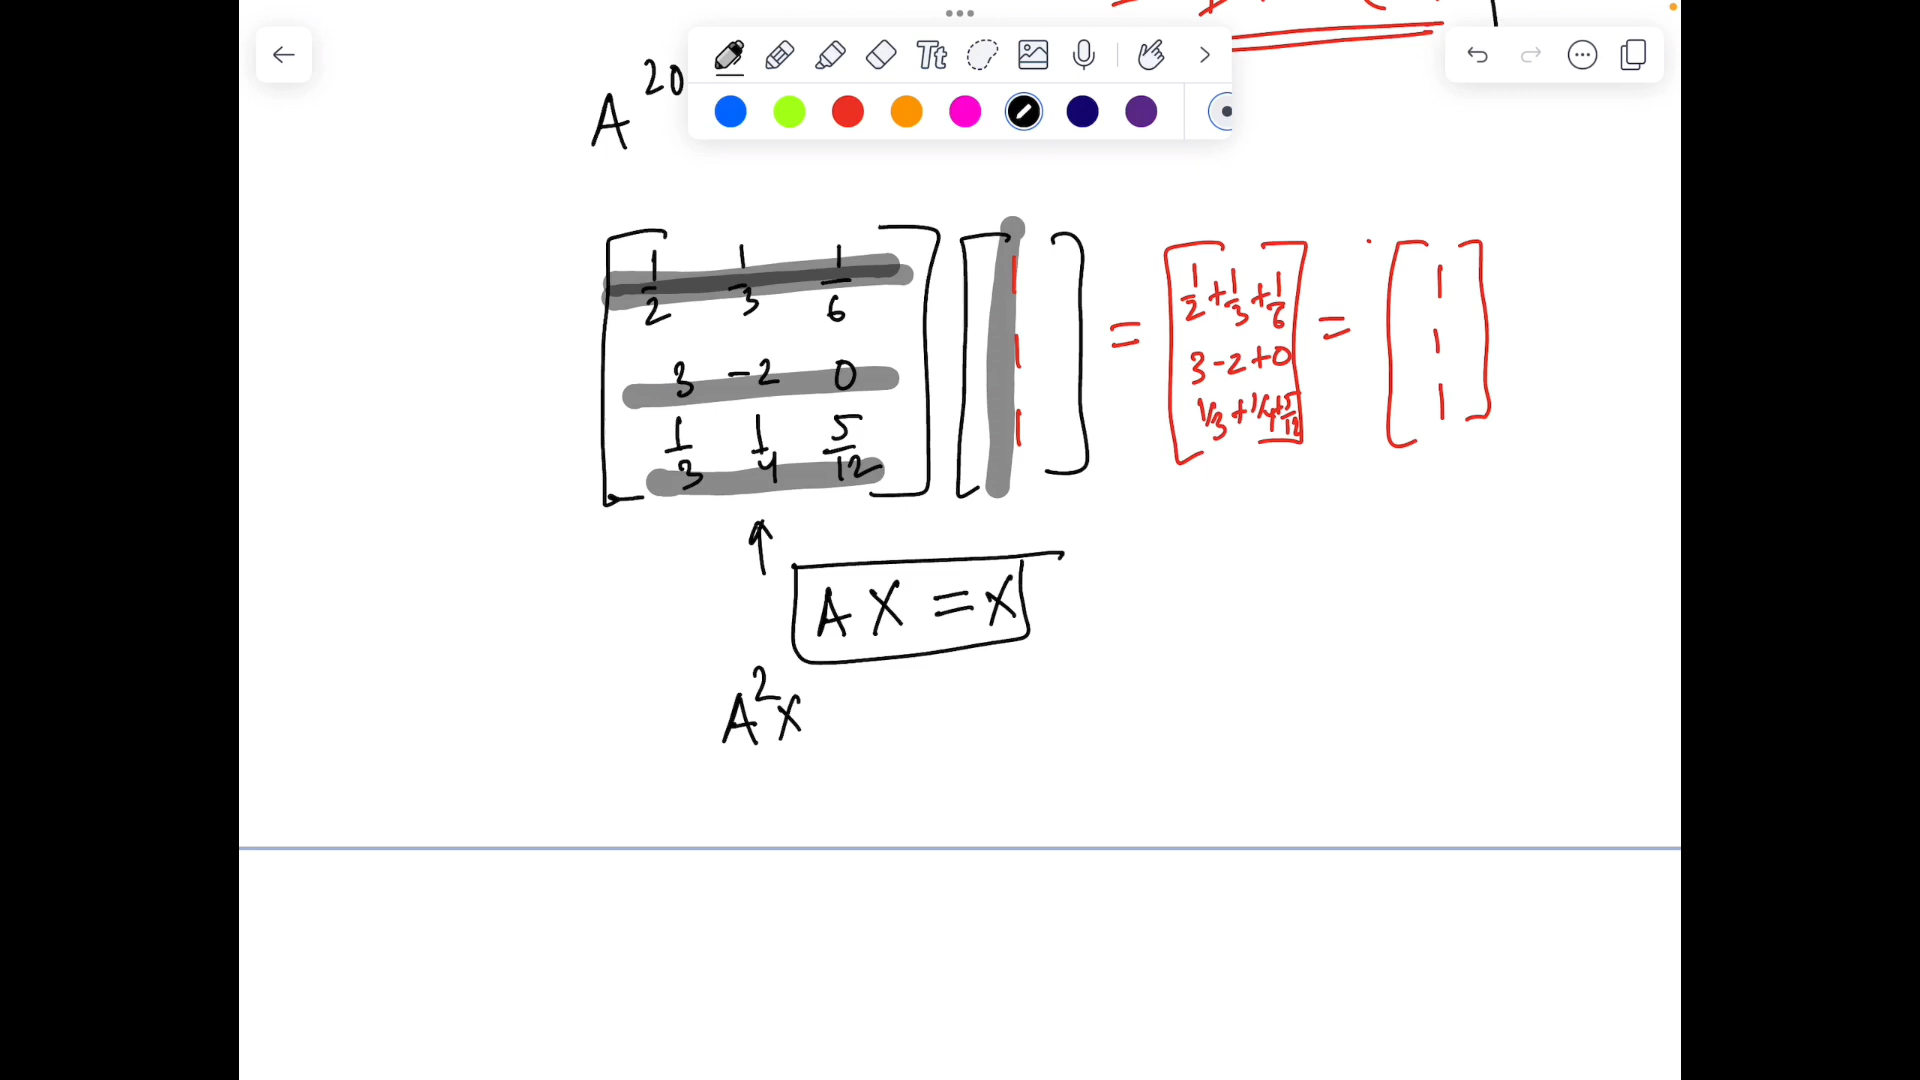 Tt
A^20
[ 1/2 1/3 1/6 ] [ 1 ] = [ 1/2+1/3+1/6 ] = [ 1 ]
[ 3 -2 0 ] [ 1 ] [ 3-2+0 ] [ 1 ]
[ 1/3 1/4 5/12 ] [ 1 ] [ 1/3+1/4+5/12 ] [ 1 ]
↑
AX = X
A^2X